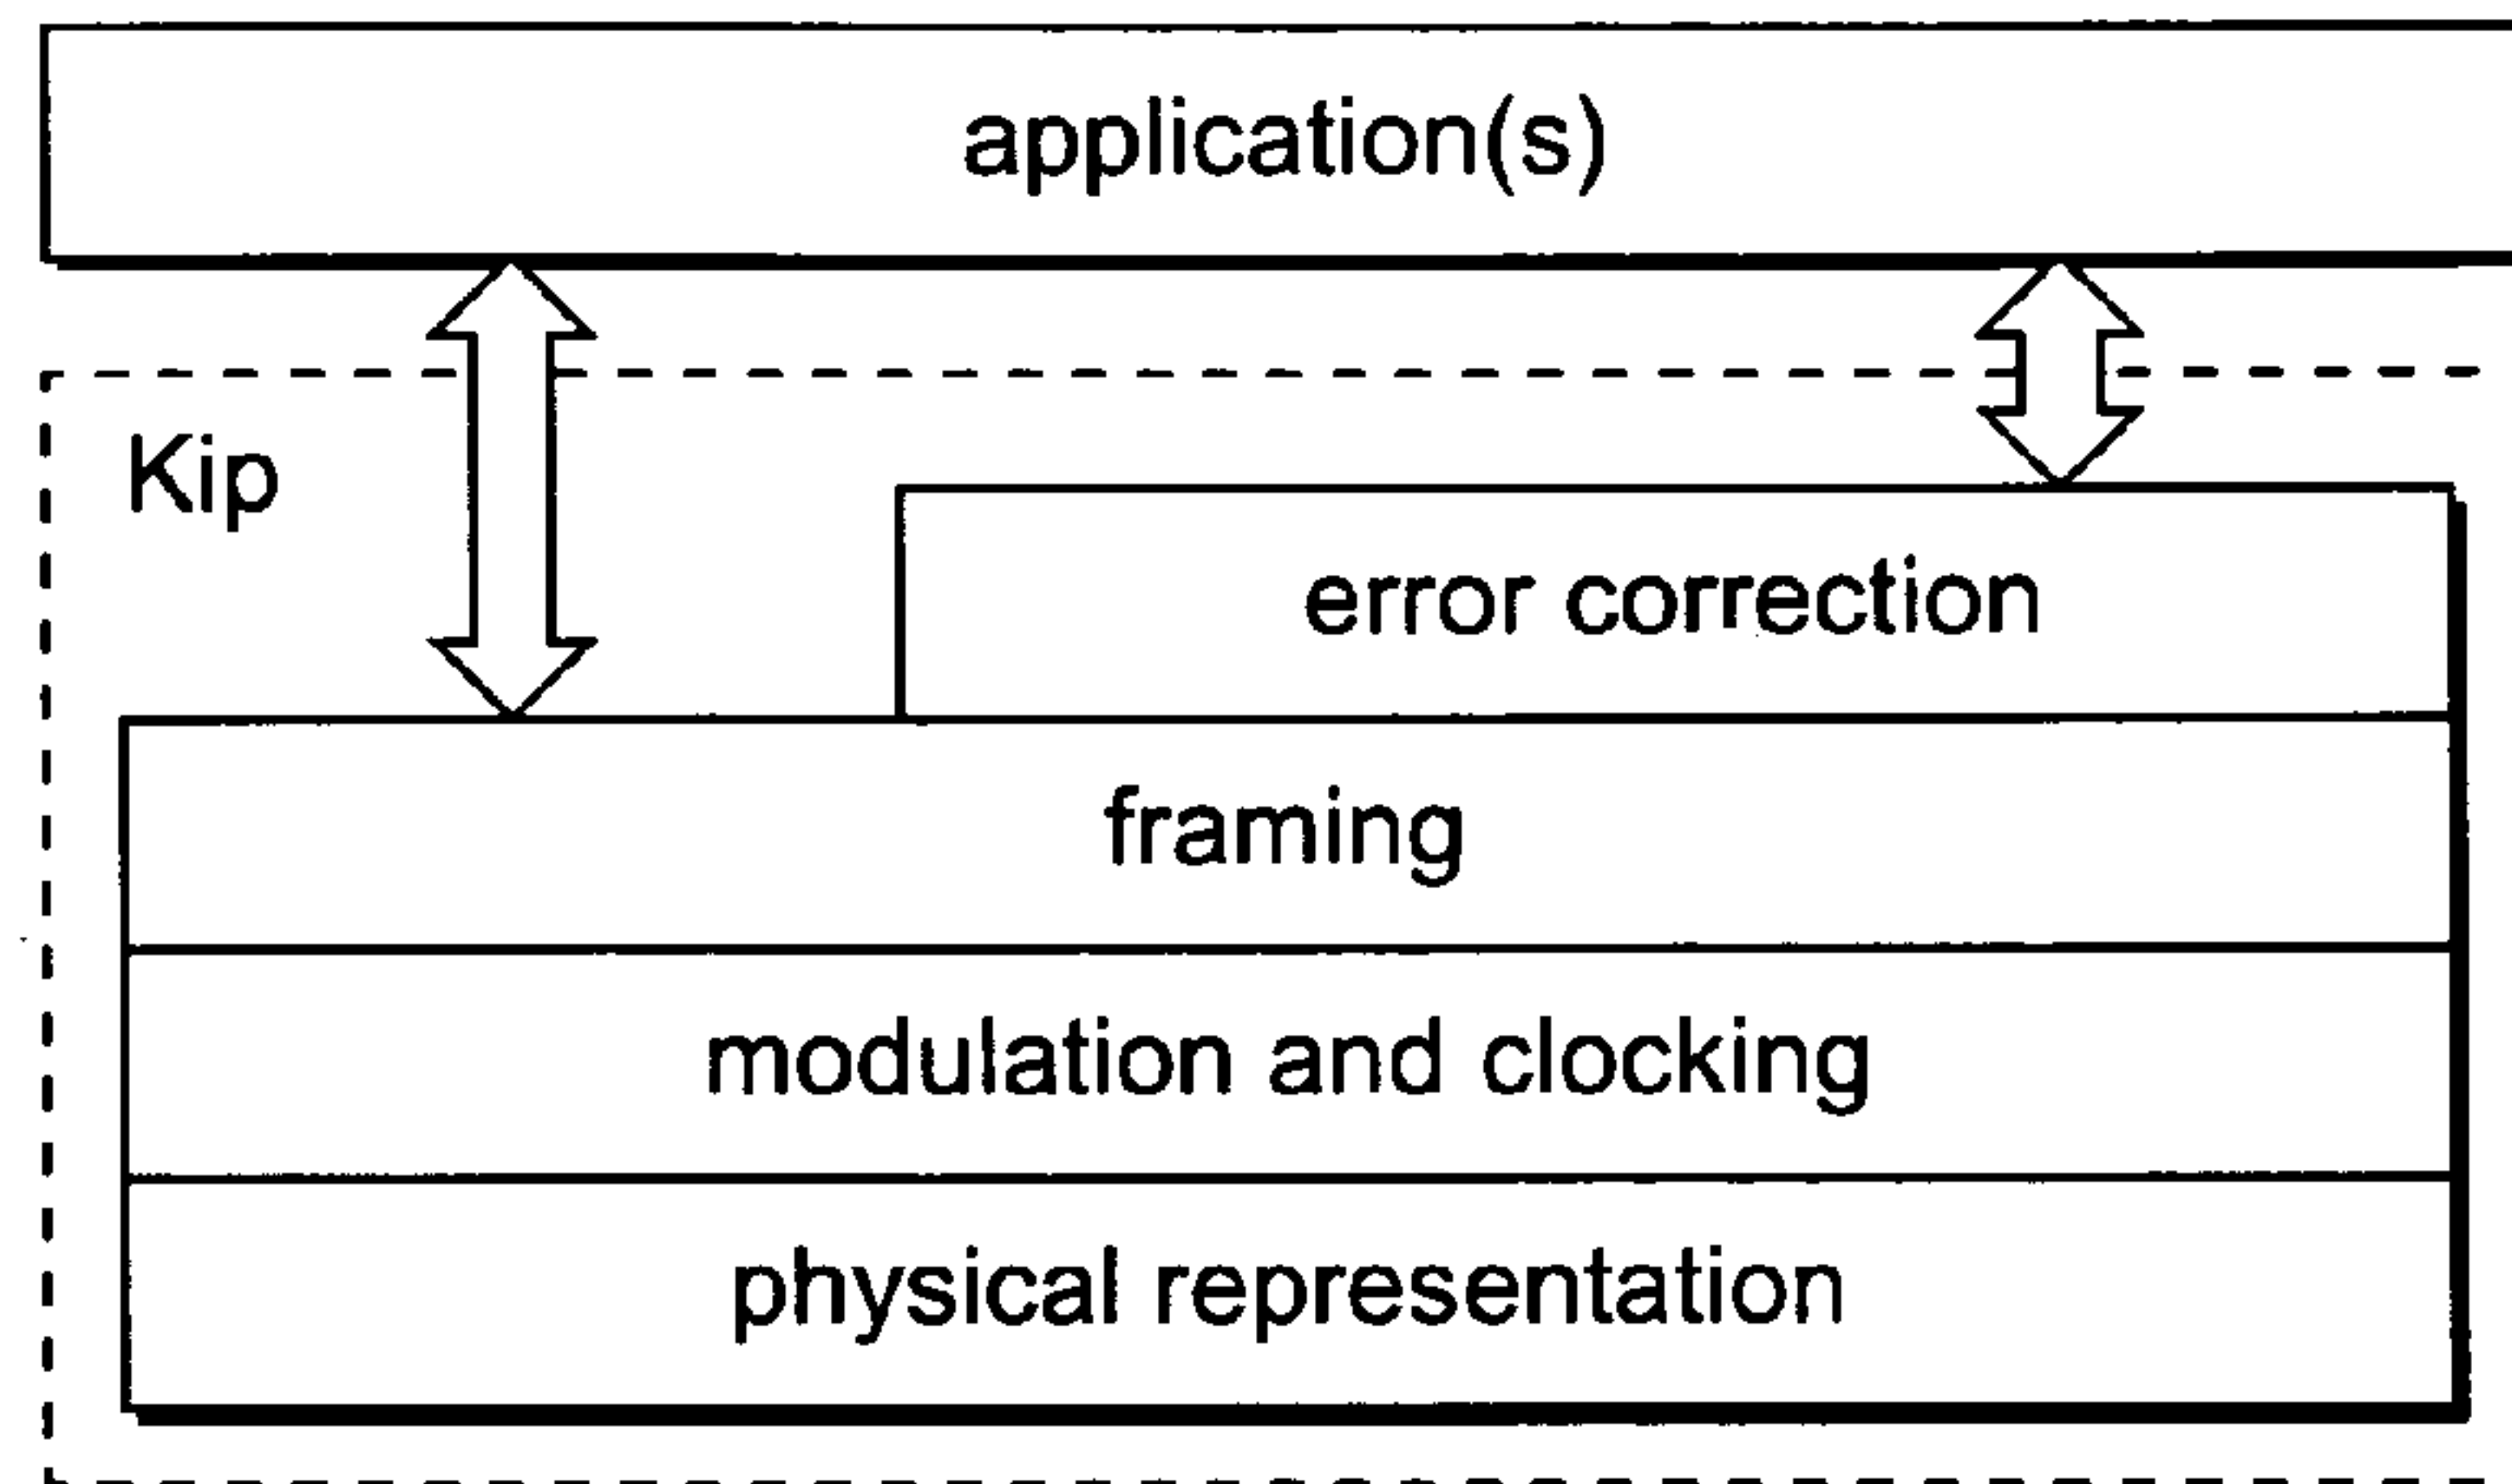 application(s)
Kip
error correction
framing
modulation and clocking
physical representation